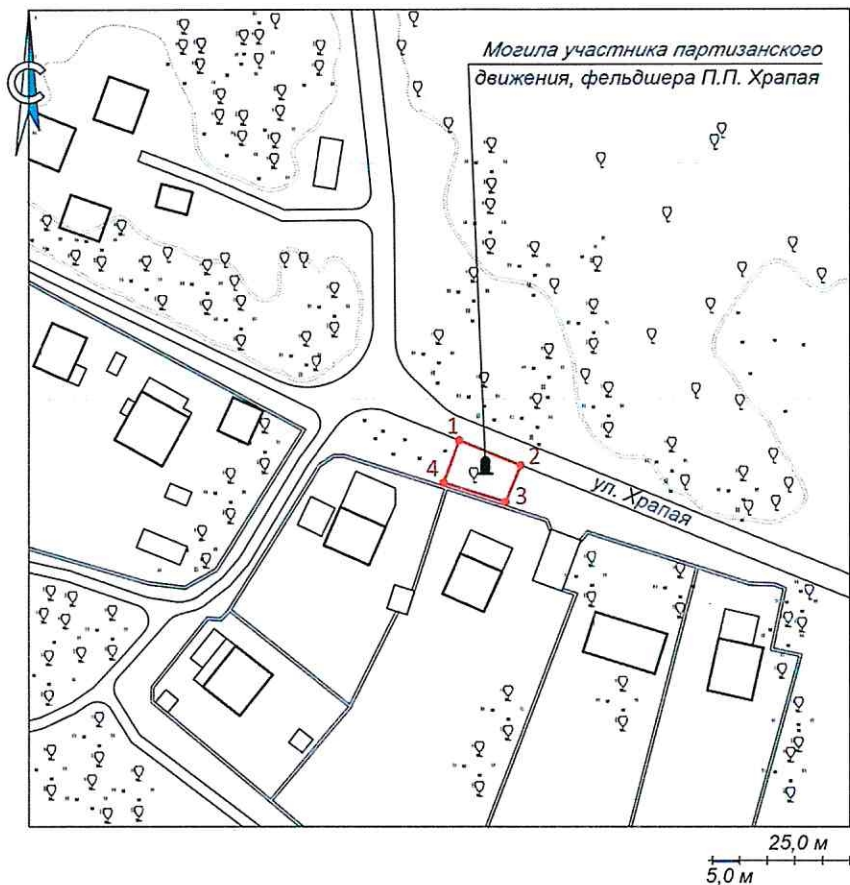 Могила участника партизанского
движения, фельдшера П.П. Храпая
С
1
2
4
3
ул. Храпая
25,0 м
5,0 м